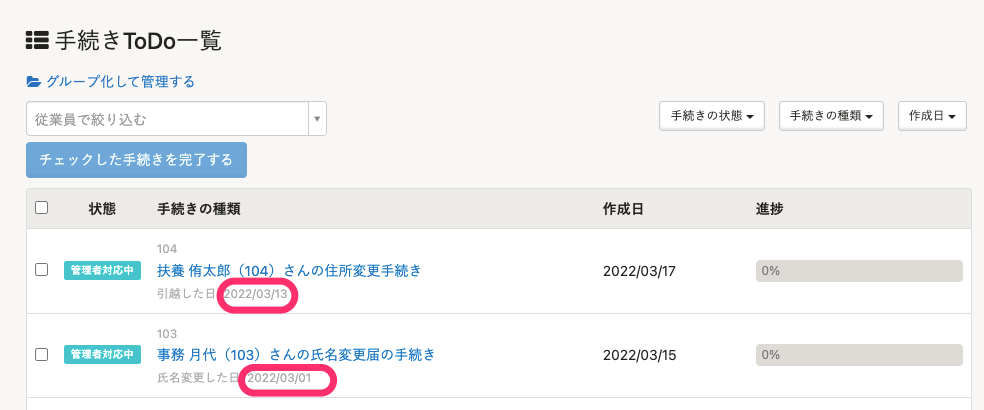 手続きToDo一覧
グループ化して管理する
従業員で絞り込む
手続きの状態 手続きの種類 作成日
チェックした手続きを完了する
状態 手続きの種類 作成日 進捗
104
管理者対応中 扶養 侑太郎（104）さんの住所変更手続き 2022/03/17 0%
引越した日 2022/03/13
103
管理者対応中 事務 月代（103）さんの氏名変更届の手続き 2022/03/15 0%
氏名変更した日 2022/03/01